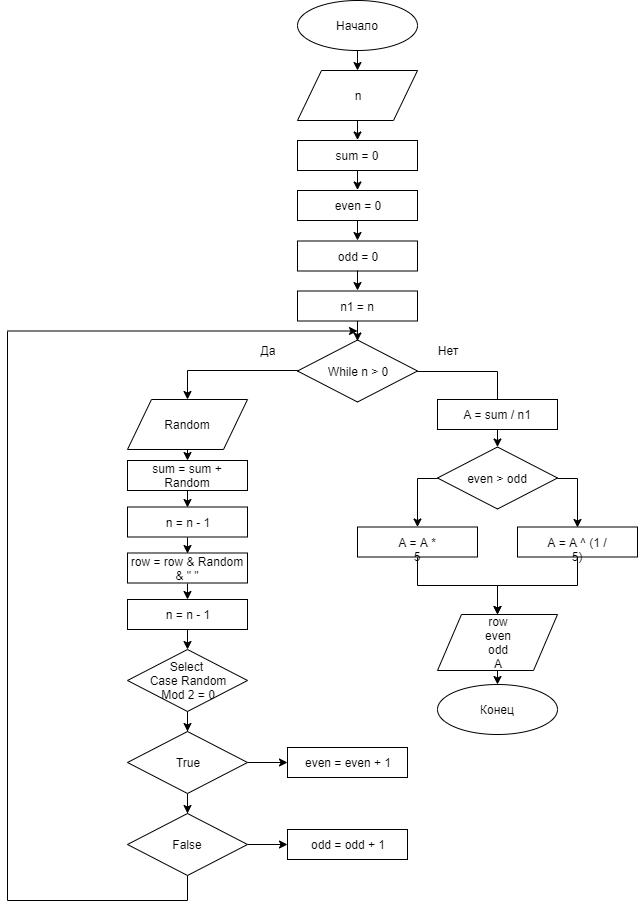 Начало
n
sum = 0
even = 0
odd = 0
n1 = n
Да
Нет
While n > 0
Random
sum = sum +
Random
n = n - 1
row = row & Random
& " "
n = n - 1
Select
Case Random
Mod 2 = 0
True
even = even + 1
False
odd = odd + 1
A = sum / n1
even > odd
A = A *
5
A = A ^ (1 /
5)
row
even
odd
A
Конец